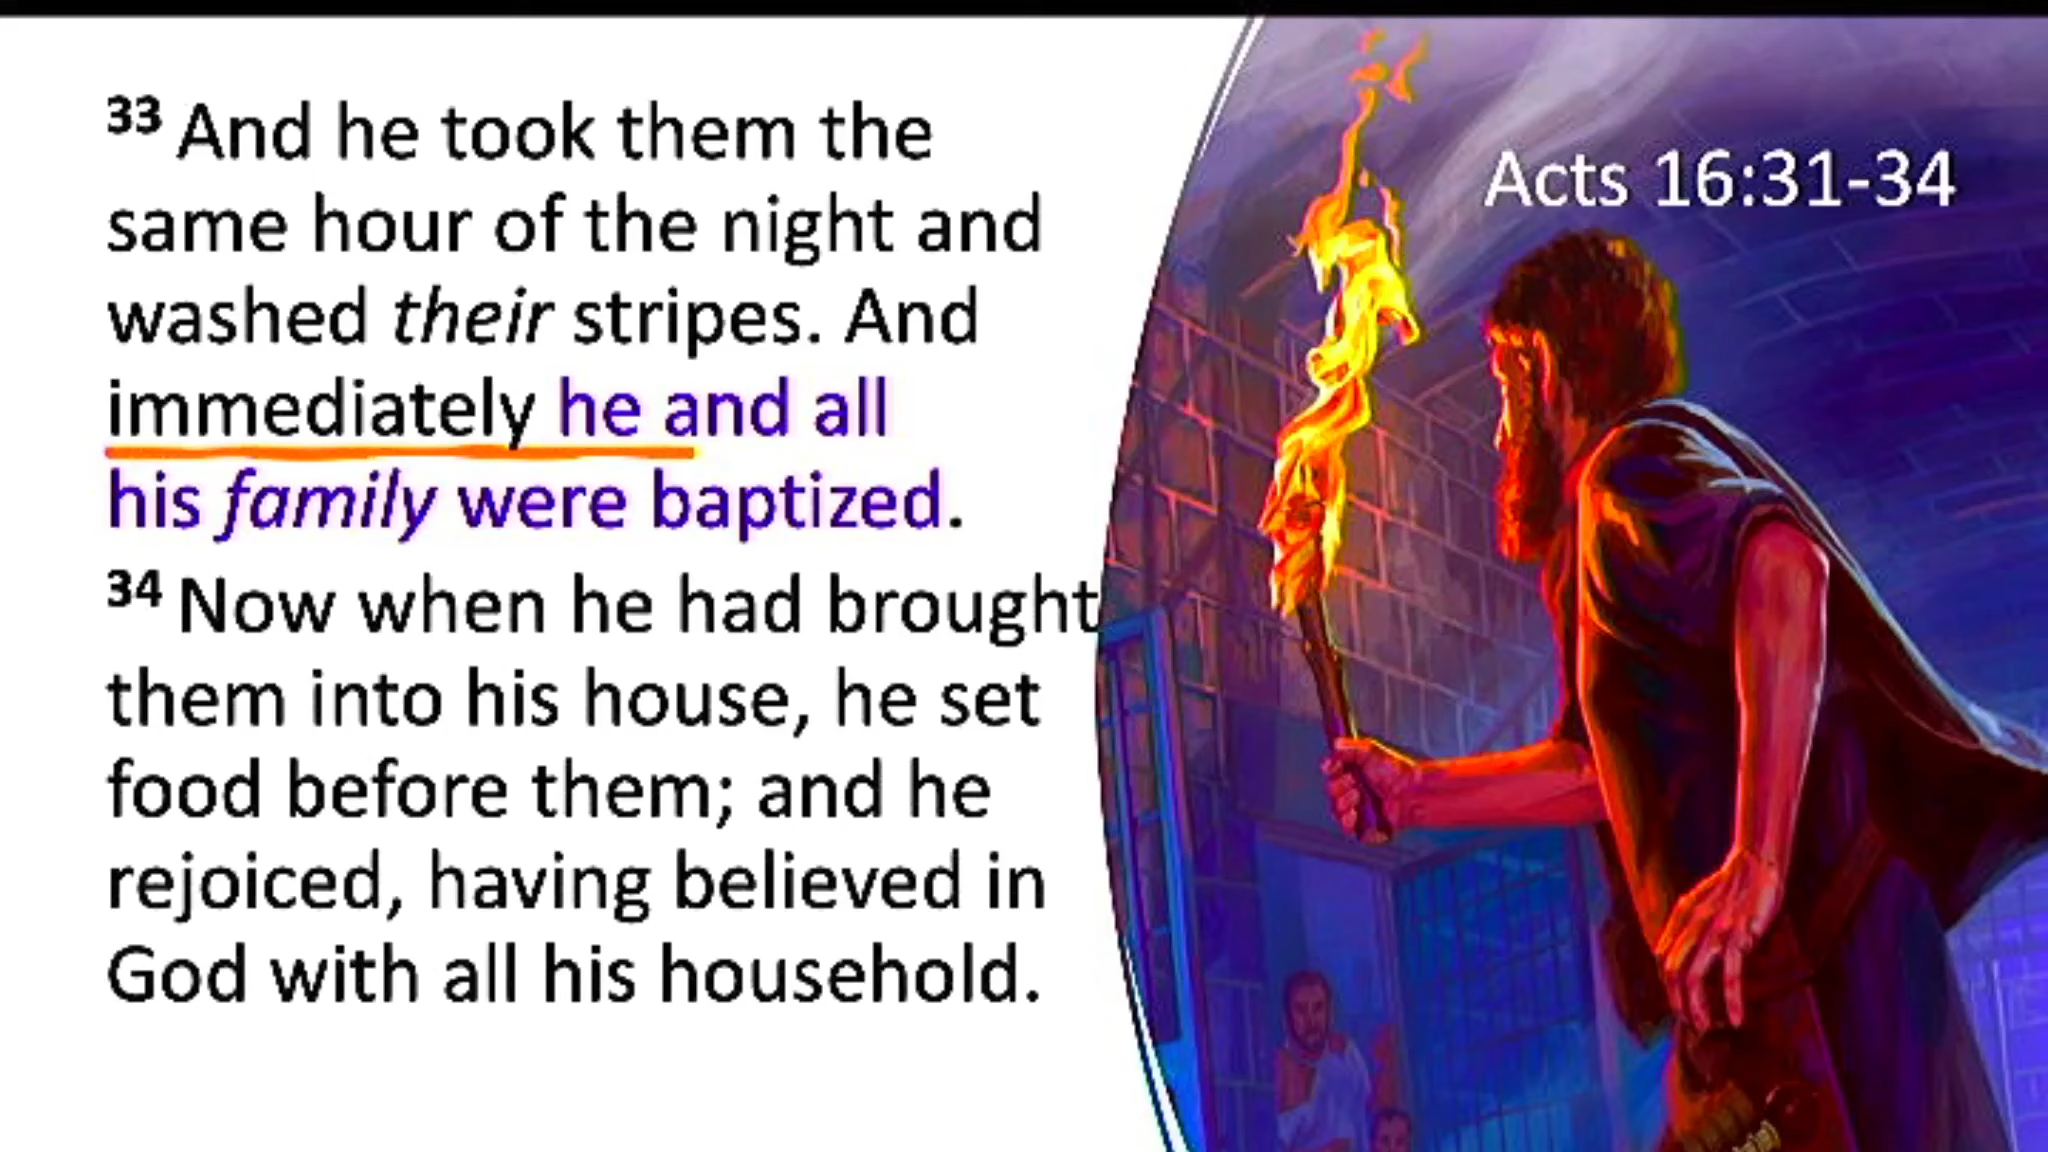 33 And he took them the
same hour of the night and
washed their stripes. And
immediately he and all
his family were baptized.
34 Now when he had brought
them into his house, he set
food before them; and he
rejoiced, having believed in
God with all his household.
Acts 16:31-34